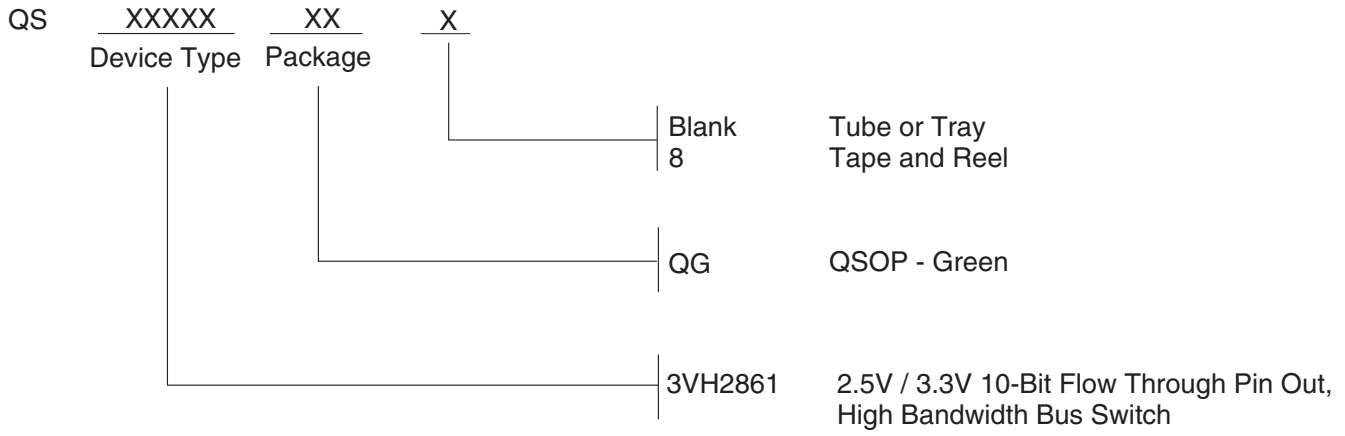 QS XXXXX XX X
Device Type Package
Blank Tube or Tray
8 Tape and Reel
QG QSOP - Green
3VH2861 2.5V / 3.3V 10-Bit Flow Through Pin Out,
High Bandwidth Bus Switch